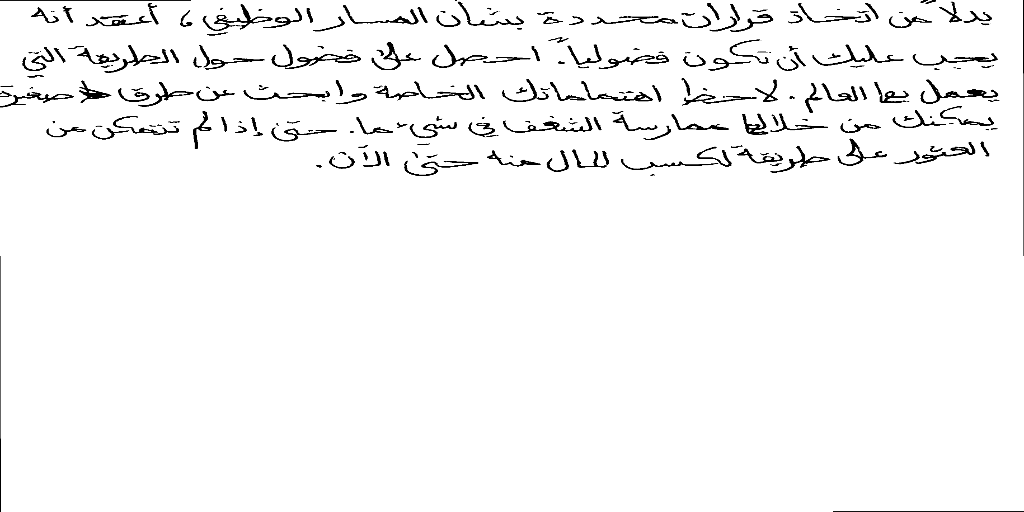 بدلاً من اتخاذ قرارات محددة بشأن المسار الوظيفي، أعتقد أنه
يجب عليك أن تكون فضولياً. احصل على فضول حول الطريقة التي
يعمل بها العالم. لاحظ اهتماماتك الخاصة وابحث عن طرق صغيرة
يمكنك من خلالها ممارسة الشغف في شيء ما. حتى إذا لم تتمكن من
العثور على طريقة لكسب المال منه حتى الآن.